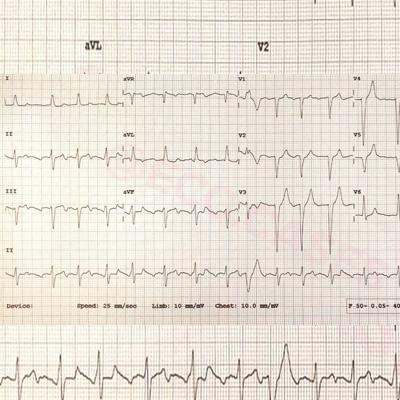 aVL V2
I aVR V1 V4
II aVL V2 V5
III aVF V3 V6
II
Device: Speed: 25 mm/sec Limb: 10 mm/mV Chest: 10.0 mm/mV F 50- 0.05- 40